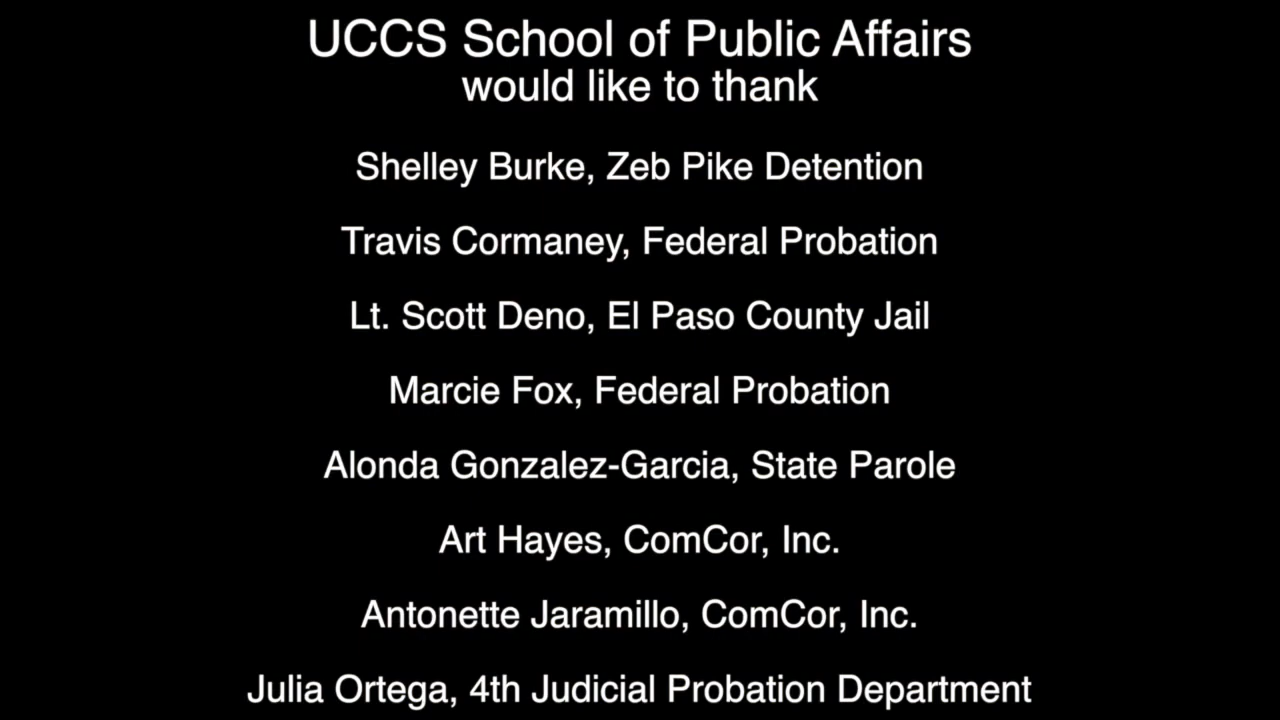 UCCS School of Public Affairs
would like to thank
Shelley Burke, Zeb Pike Detention
Travis Cormaney, Federal Probation
Lt. Scott Deno, El Paso County Jail
Marcie Fox, Federal Probation
Alonda Gonzalez-Garcia, State Parole
Art Hayes, ComCor, Inc.
Antonette Jaramillo, ComCor, Inc.
Julia Ortega, 4th Judicial Probation Department